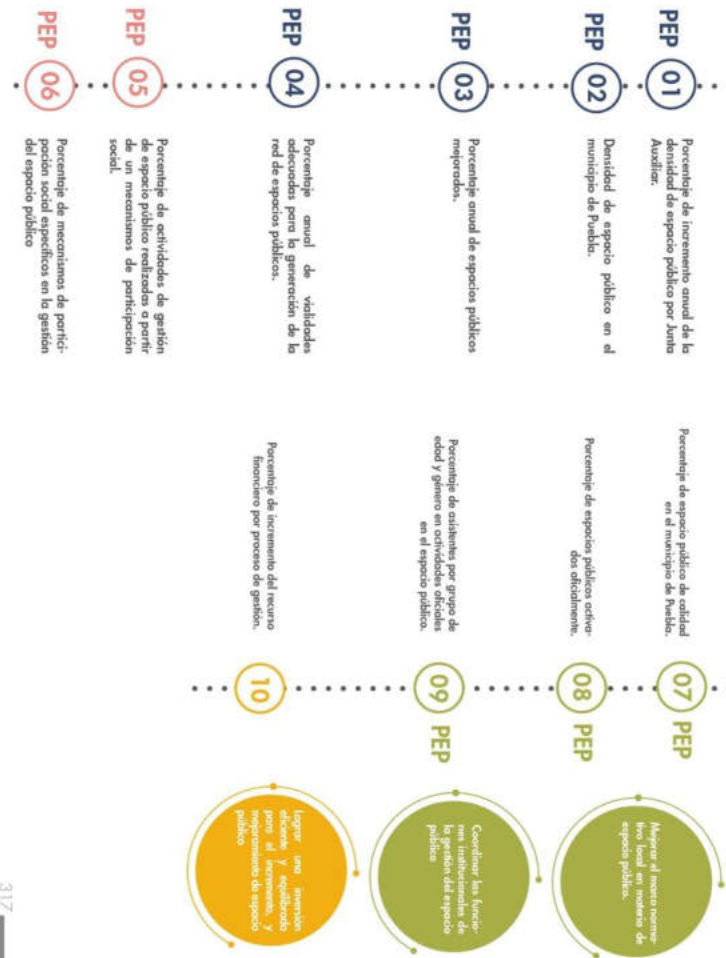 PEP 01
Porcentaje de incremento anual de la
densidad de espacio público por Junta
Auxiliar.
PEP 02
Densidad de espacio público en el
municipio de Puebla.
PEP 03
Porcentaje anual de espacios públicos
mejorados.
PEP 04
Porcentaje anual de vialidades
adecuadas para la generación de la
red de espacios públicos.
PEP 05
Porcentaje de actividades de gestión
de espacio público realizadas a partir
de un mecanismos de participación
social.
PEP 06
Porcentaje de mecanismos de partici-
pación social específicos en la gestión
del espacio público
Porcentaje de espacio público de calidad
en el municipio de Puebla.
07 PEP
Porcentaje de espacios públicos activa-
dos oficialmente.
08 PEP
Porcentaje de asistentes por grupo de
edad y género en actividades oficiales
en el espacio público.
09 PEP
Porcentaje de incremento del recurso
financiero por proceso de gestión.
10
Mejorar el marco norma-
tivo local en materia de
espacio público.
Coordinar las funcio-
nes institucionales de
la gestión del espacio
público
Lograr una inversión
eficiente y equilibrada
para el incremento, y
mejoramiento de espacio
público
317